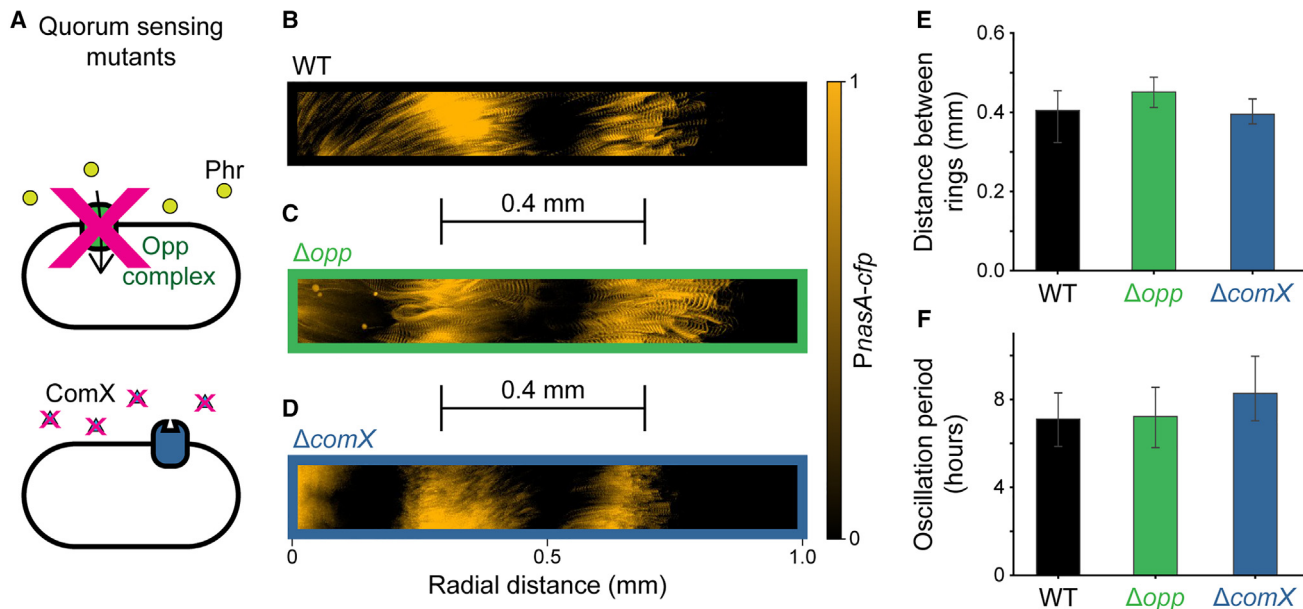 A
Quorum sensing
mutants
Phr
Opp
complex
ComX
B
WT
0.4 mm
C
Δopp
0.4 mm
D
ΔcomX
0
0.5
1.0
Radial distance (mm)
1
PnasA-cfp
0
E
Distance between
rings (mm)
0.6
0.4
0.2
0.0
WT
Δopp
ΔcomX
F
Oscillation period
(hours)
8
4
0
WT
Δopp
ΔcomX